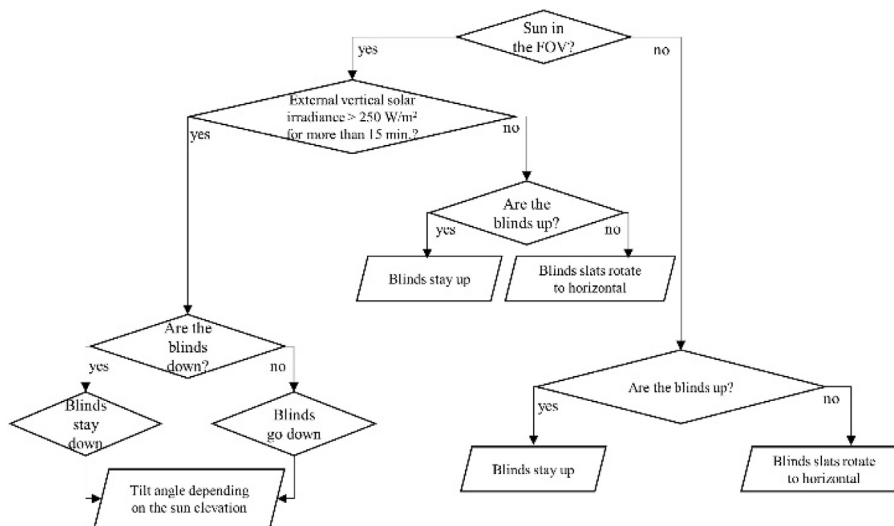 Sun in
the FOV?
yes
no
External vertical solar
irradiance > 250 W/m²
for more than 15 min.?
yes
no
Are the
blinds up?
yes
no
Blinds stay up
Blinds slats rotate
to horizontal
Are the
blinds
down?
yes
no
Blinds
stay
down
Blinds
go down
Tilt angle depending
on the sun elevation
Are the blinds up?
yes
no
Blinds stay up
Blinds slats rotate
to horizontal